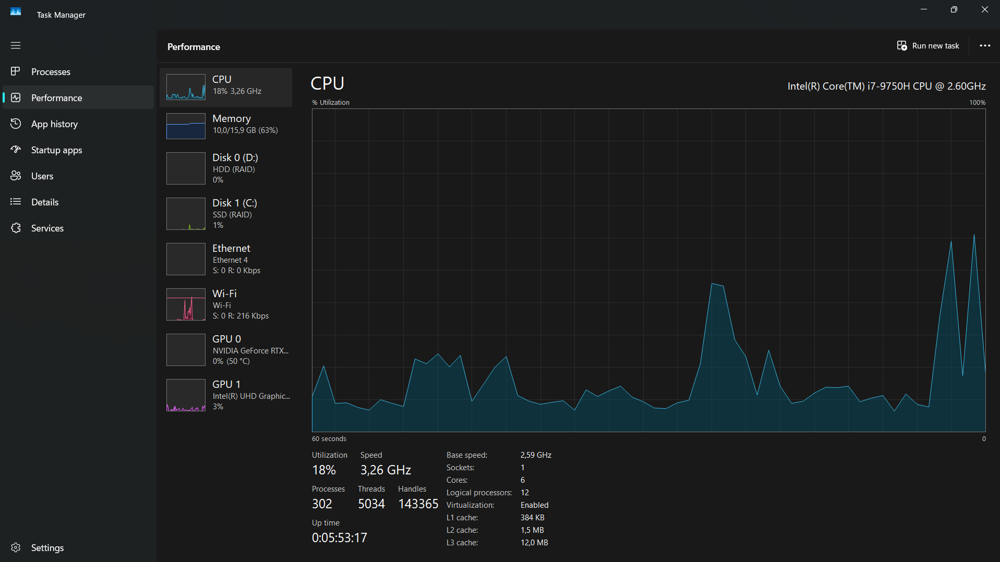 Task Manager
Processes
Performance
App history
Startup apps
Users
Details
Services
Settings
Performance
Run new task
CPU
18% 3,26 GHz
Memory
10,0/15,9 GB (63%)
Disk 0 (D:)
HDD (RAID)
0%
Disk 1 (C:)
SSD (RAID)
1%
Ethernet
Ethernet 4
S: 0 R: 0 Kbps
Wi-Fi
Wi-Fi
S: 0 R: 216 Kbps
GPU 0
NVIDIA GeForce RTX...
0% (50 °C)
GPU 1
Intel(R) UHD Graphic...
3%
CPU
Intel(R) Core(TM) i7-9750H CPU @ 2.60GHz
% Utilization
100%
60 seconds
0
Utilization Speed
18% 3,26 GHz
Processes Threads Handles
302 5034 143365
Up time
0:05:53:17
Base speed: 2,59 GHz
Sockets: 1
Cores: 6
Logical processors: 12
Virtualization: Enabled
L1 cache: 384 KB
L2 cache: 1,5 MB
L3 cache: 12,0 MB